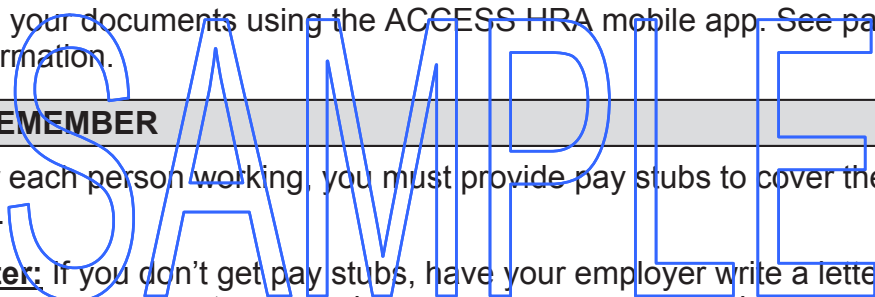 your documents using the ACCESS HRA mobile app. See pa
rmation.
EMEMBER
each person working, you must provide pay stubs to cover the
ter: If you don't get pay stubs, have your employer write a lette
SAMPLE